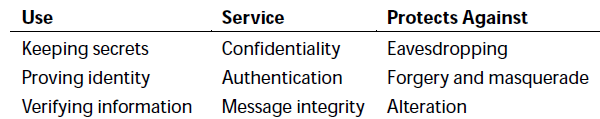 Use Service Protects Against
Keeping secrets Confidentiality Eavesdropping
Proving identity Authentication Forgery and masquerade
Verifying information Message integrity Alteration